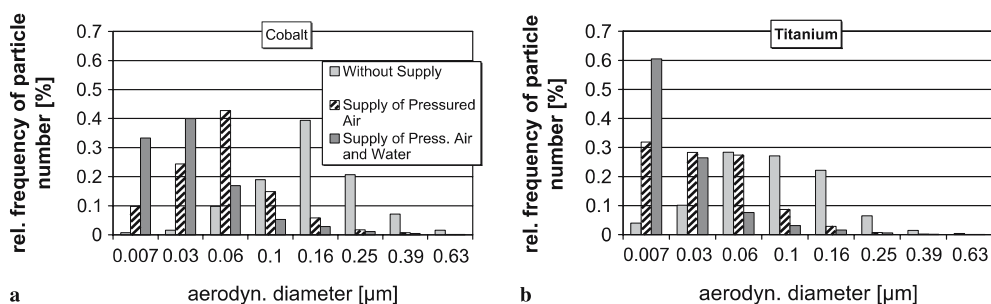 rel. frequency of particle
number [%]
0.7
0.6
0.5
0.4
0.3
0.2
0.1
0
Cobalt
Without Supply
Supply of Pressured
Air
Supply of Press. Air
and Water
0.007 0.03 0.06 0.1 0.16 0.25 0.39 0.63
a
aerodyn. diameter [µm]
rel. frequency of particle
number [%]
0.7
0.6
0.5
0.4
0.3
0.2
0.1
0
Titanium
0.007 0.03 0.06 0.1 0.16 0.25 0.39 0.63
b
aerodyn. diameter [µm]